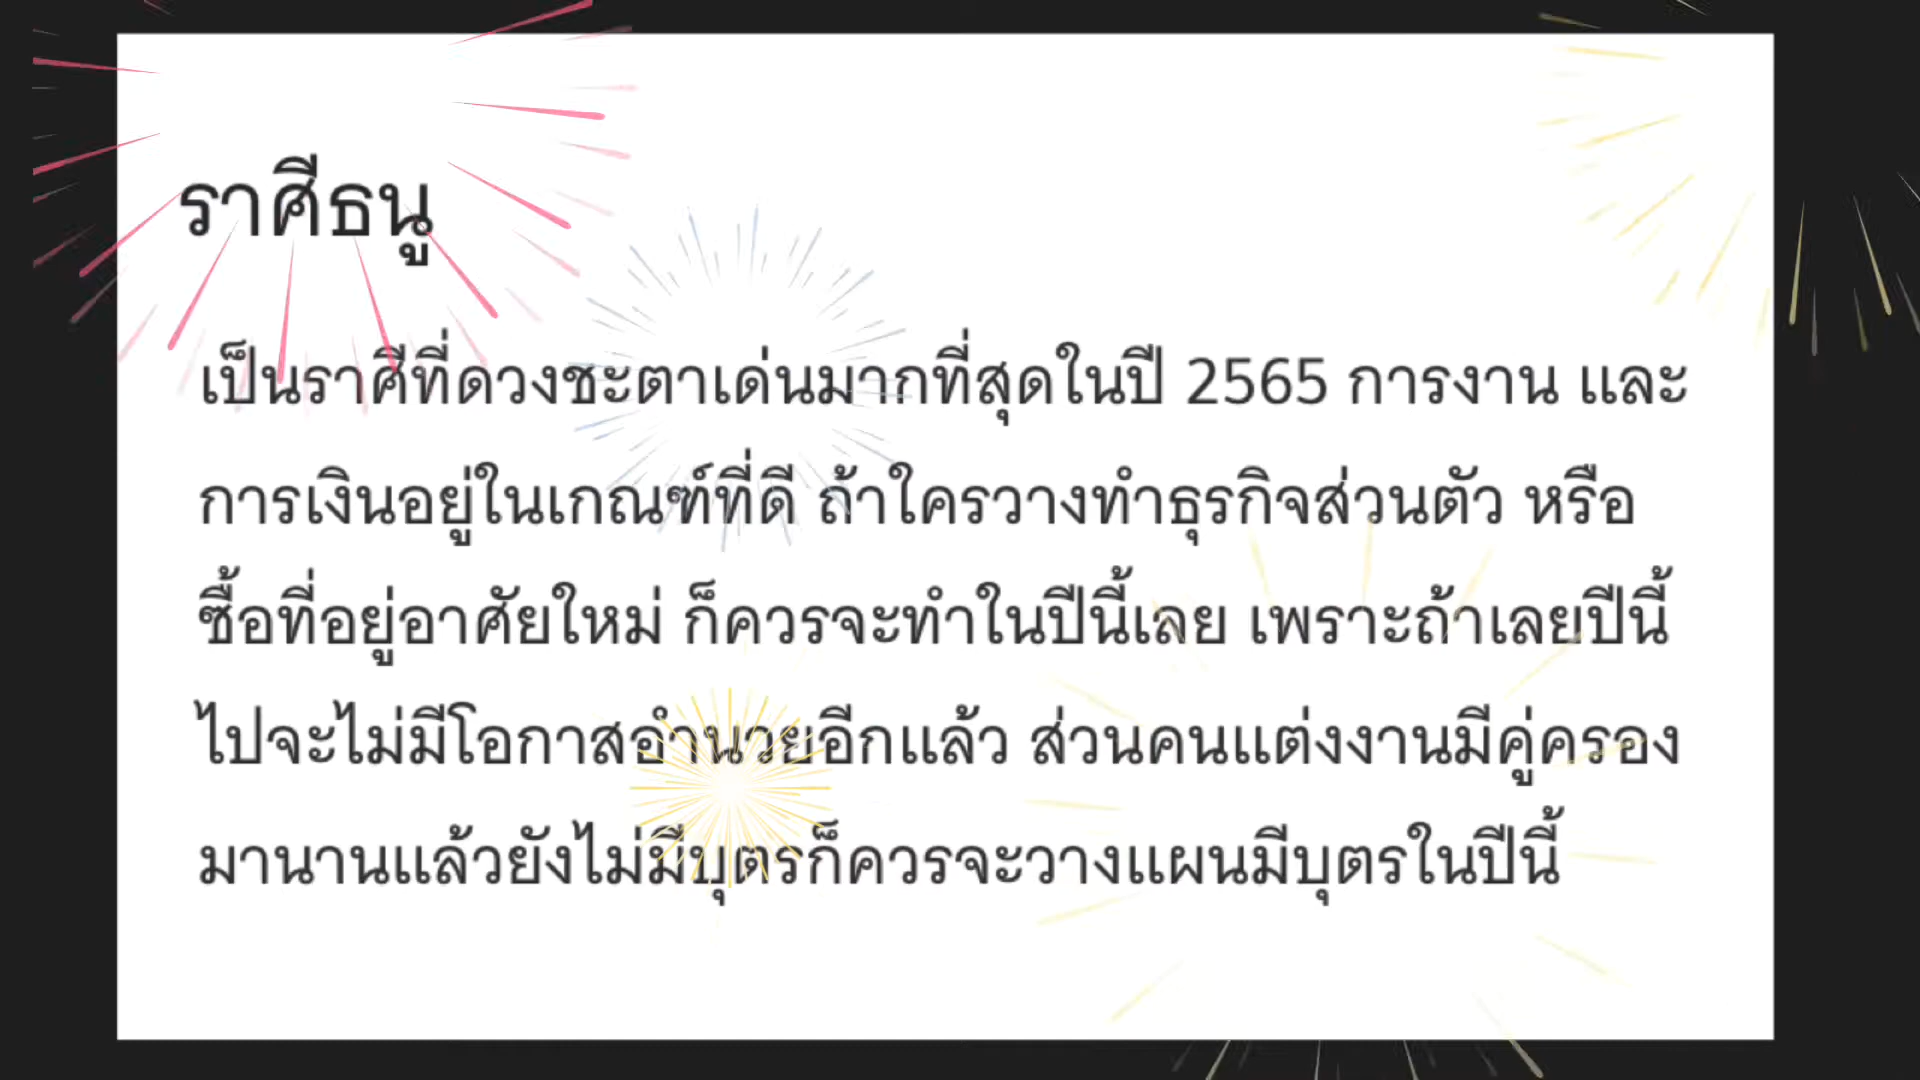 ราศีธนู
เป็นราศีที่ดวงชะตาเด่นมากที่สุดในปี 2565 การงาน และ
การเงินอยู่ในเกณฑ์ที่ดี ถ้าใครวางทำธุรกิจส่วนตัว หรือ
ซื้อที่อยู่อาศัยใหม่ ก็ควรจะทำในปีนี้เลย เพราะถ้าเลยปีนี้
ไปจะไม่มีโอกาสอำนวยอีกแล้ว ส่วนคนแต่งงานมีคู่ครอง
มานานแล้วยังไม่มีบุตรก็ควรจะวางแผนมีบุตรในปีนี้